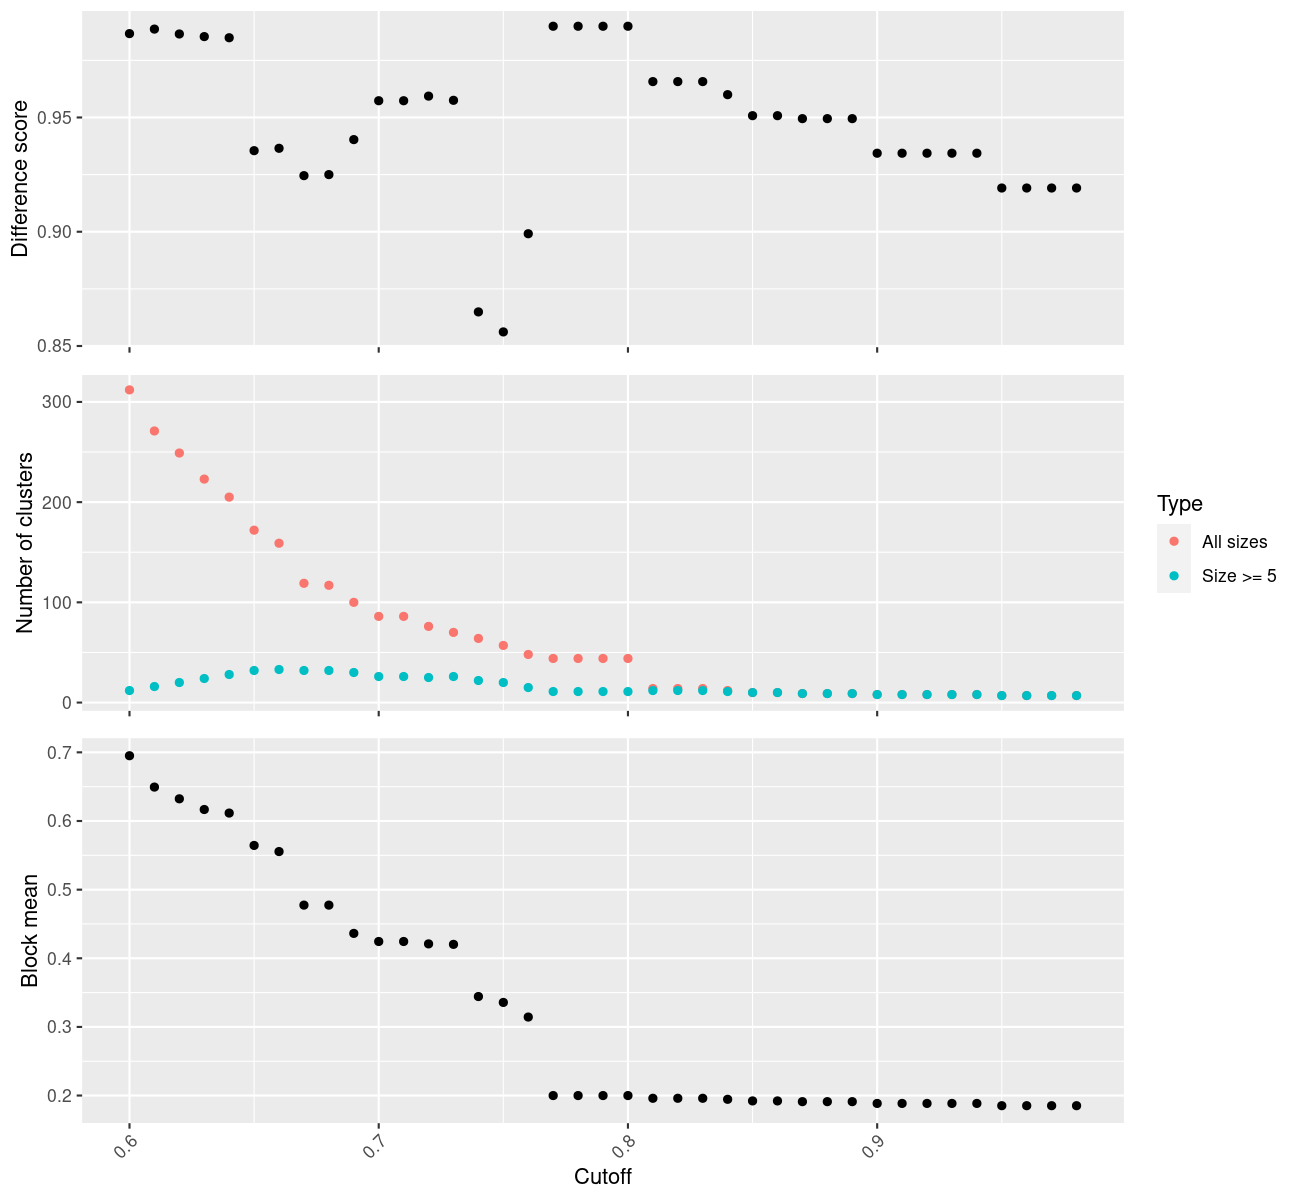 Difference score
0.95
0.90
0.85
Number of clusters
300
200
100
0
Type
All sizes
Size >= 5
Block mean
0.7
0.6
0.5
0.4
0.3
0.2
0.6 0.7 0.8 0.9
Cutoff